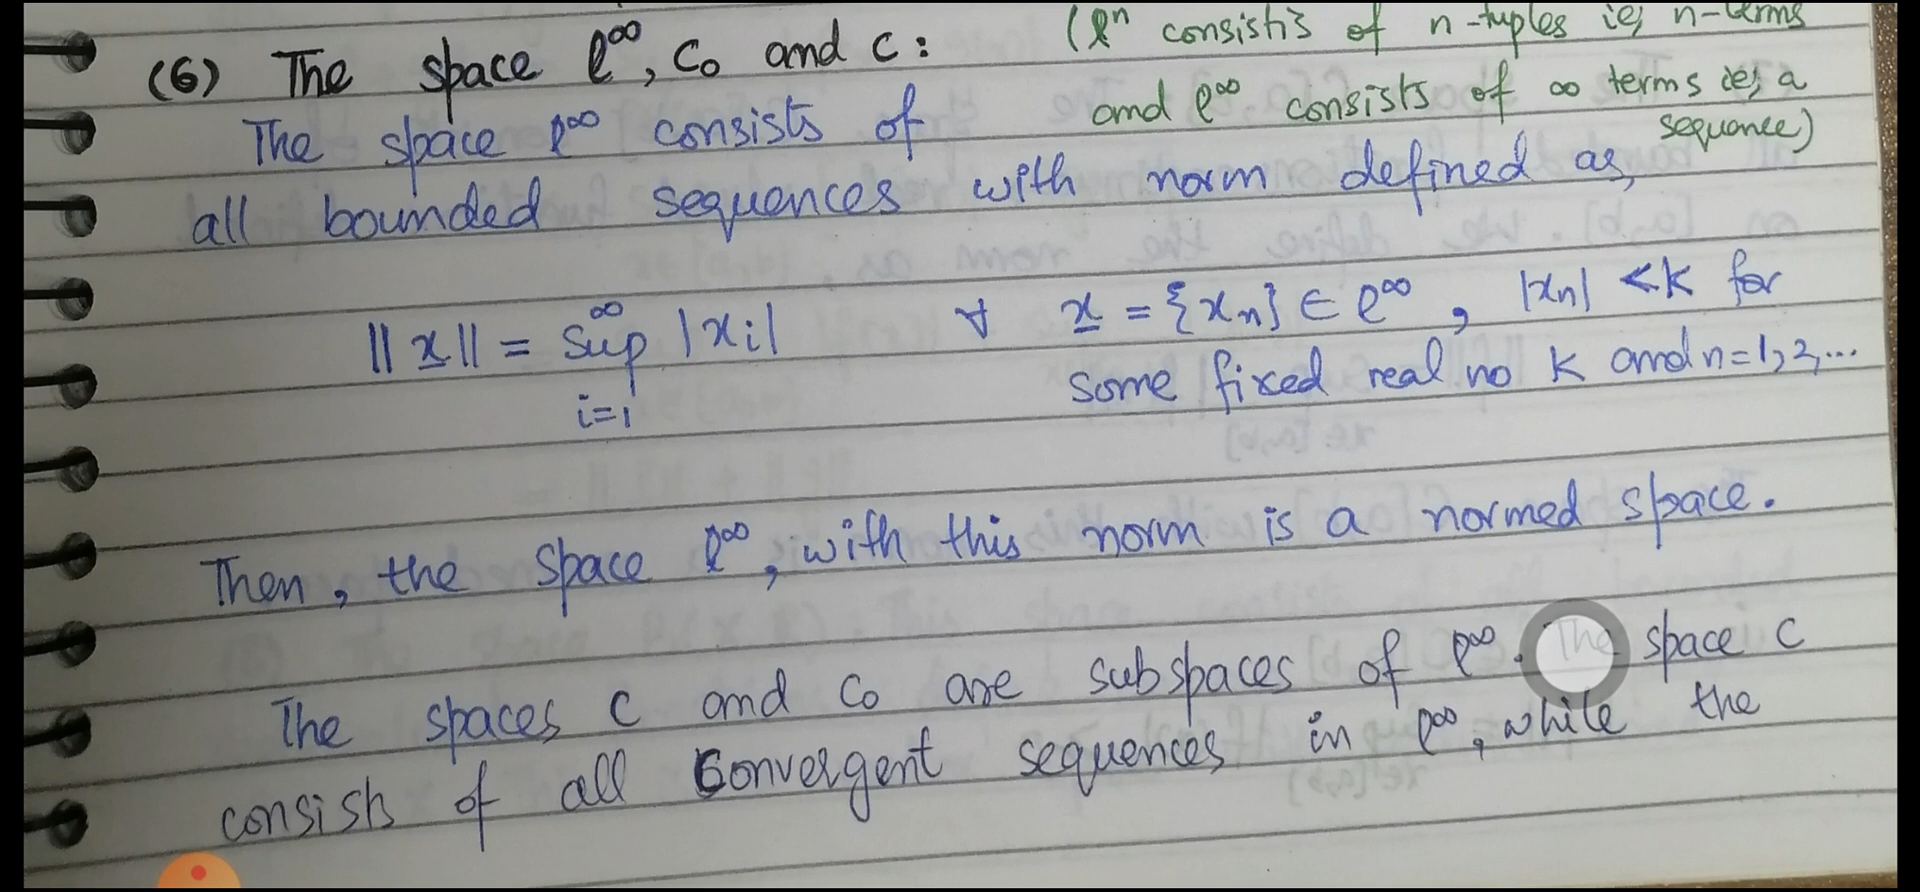 (6) The space l^∞, C₀ and C :
(l^n consists of n-tuples ie, n-terms
and l^∞ consists of ∞ terms ie, a
sequance)
The space l^∞ consists of
all bounded sequences with norm defined as,
||x|| = sup_{i=1}^{∞} |xi| ∀ x = {xn} ∈ l^∞, |xn| < K for
some fixed real no K and n=1,2,...
Then, the space l^∞, with this norm is a normed space.
The spaces C and C₀ are subspaces of l^∞. The space C
consists of all Convergent sequences in l^∞, while the